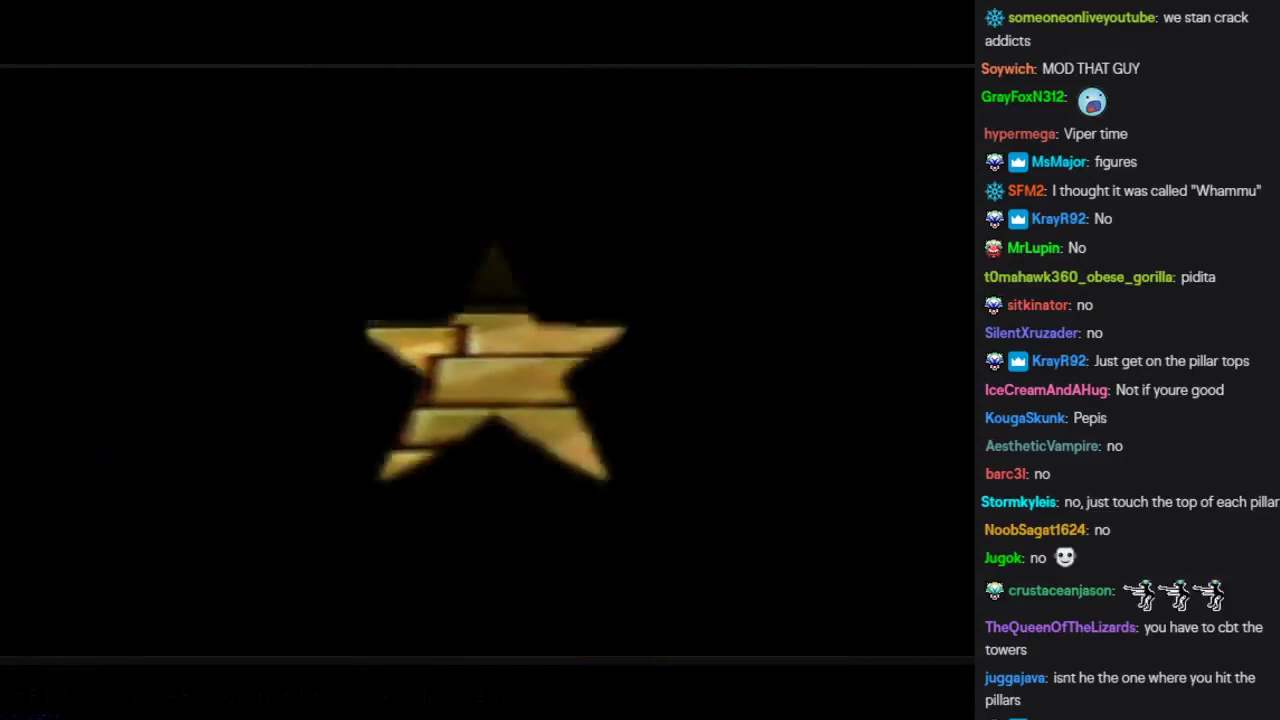 someoneonliveyoutube: we stan crack
addicts
Soywich: MOD THAT GUY
GrayFoxN312:
hypermega: Viper time
MsMajor: figures
SFM2: I thought it was called "Whammu"
KrayR92: No
MrLupin: No
t0mahawk360_obese_gorilla: pidita
sitkinator: no
SilentXruzader: no
KrayR92: Just get on the pillar tops
IceCreamAndAHug: Not if youre good
KougaSkunk: Pepis
AestheticVampire: no
barc3l: no
Stormkyleis: no, just touch the top of each pillar
NoobSagat1624: no
Jugok: no
crustaceanjason:
TheQueenOfTheLizards: you have to cbt the
towers
juggajava: isnt he the one where you hit the
pillars